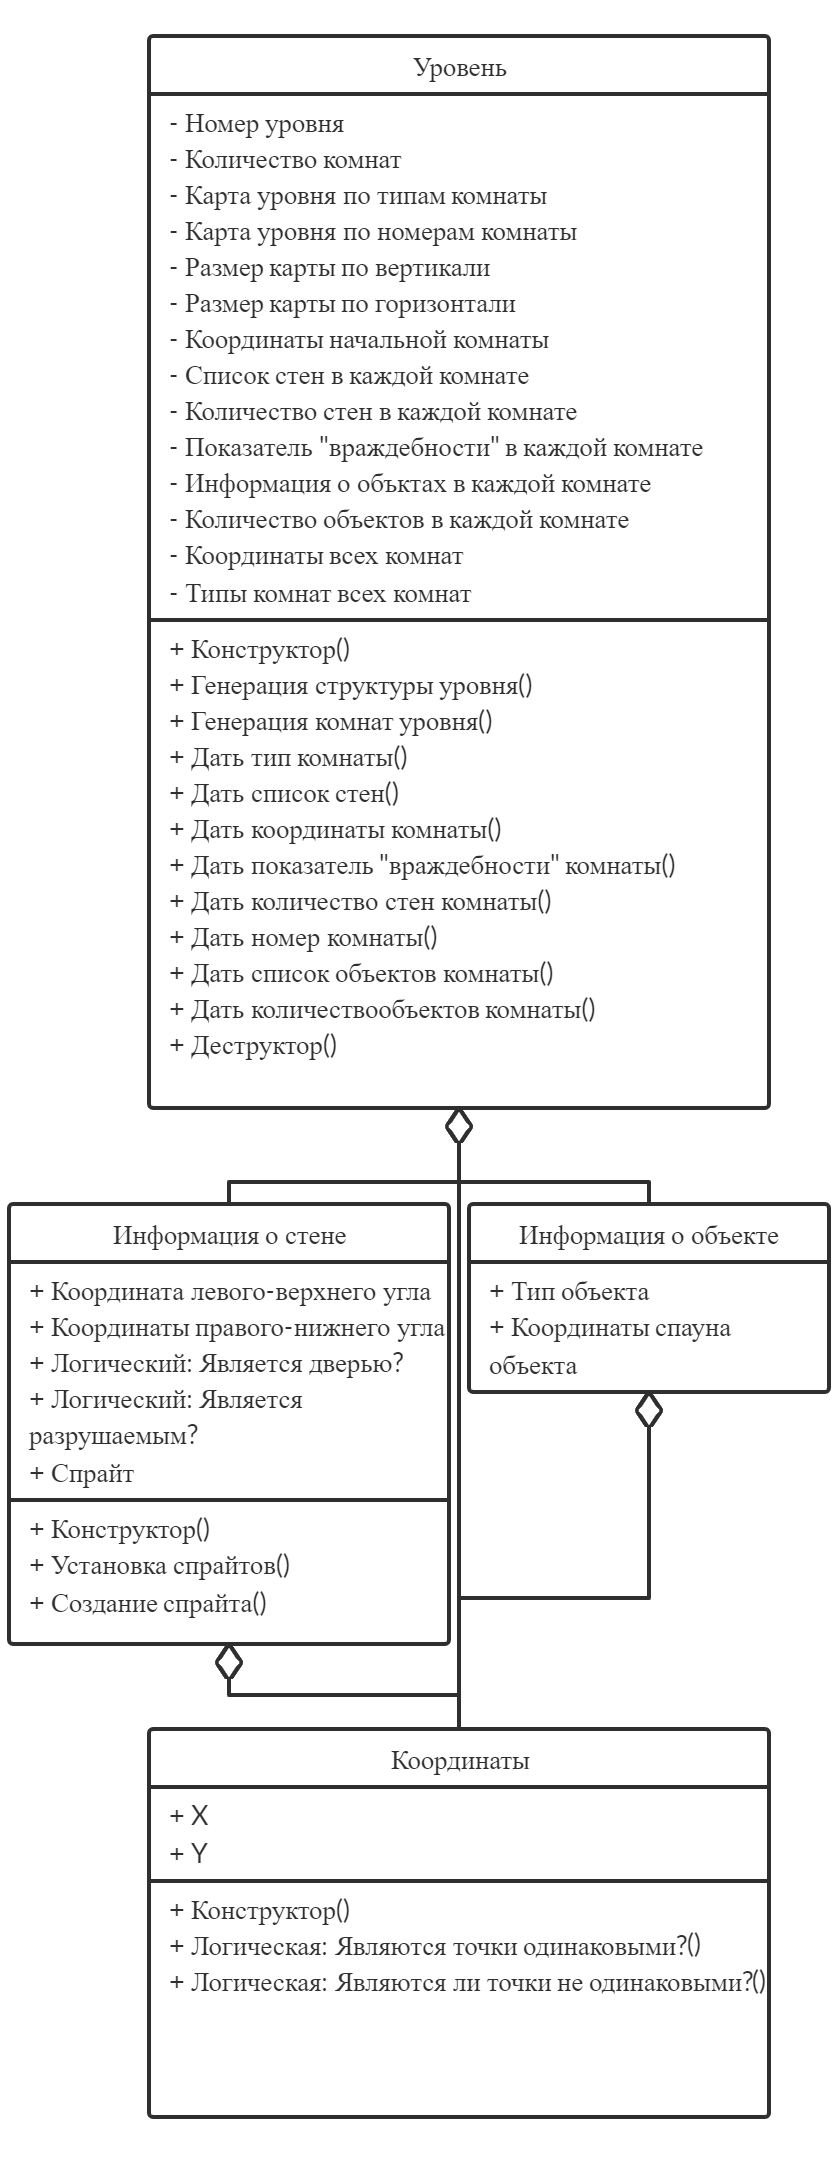 Уровень
- Номер уровня
- Количество комнат
- Карта уровня по типам комнаты
- Карта уровня по номерам комнаты
- Размер карты по вертикали
- Размер карты по горизонтали
- Координаты начальной комнаты
- Список стен в каждой комнате
- Количество стен в каждой комнате
- Показатель "враждебности" в каждой комнате
- Информация о объктах в каждой комнате
- Количество объектов в каждой комнате
- Координаты всех комнат
- Типы комнат всех комнат
+ Конструктор()
+ Генерация структуры уровня()
+ Генерация комнат уровня()
+ Дать тип комнаты()
+ Дать список стен()
+ Дать координаты комнаты()
+ Дать показатель "враждебности" комнаты()
+ Дать количество стен комнаты()
+ Дать номер комнаты()
+ Дать список объектов комнаты()
+ Дать количествообъектов комнаты()
+ Деструктор()
Информация о стене
+ Координата левого-верхнего угла
+ Координаты правого-нижнего угла
+ Логический: Является дверью?
+ Логический: Является
разрушаемым?
+ Спрайт
+ Конструктор()
+ Установка спрайтов()
+ Создание спрайта()
Информация о объекте
+ Тип объекта
+ Координаты спауна
объекта
Координаты
+ X
+ Y
+ Конструктор()
+ Логическая: Являются точки одинаковыми?()
+ Логическая: Являются ли точки не одинаковыми?()